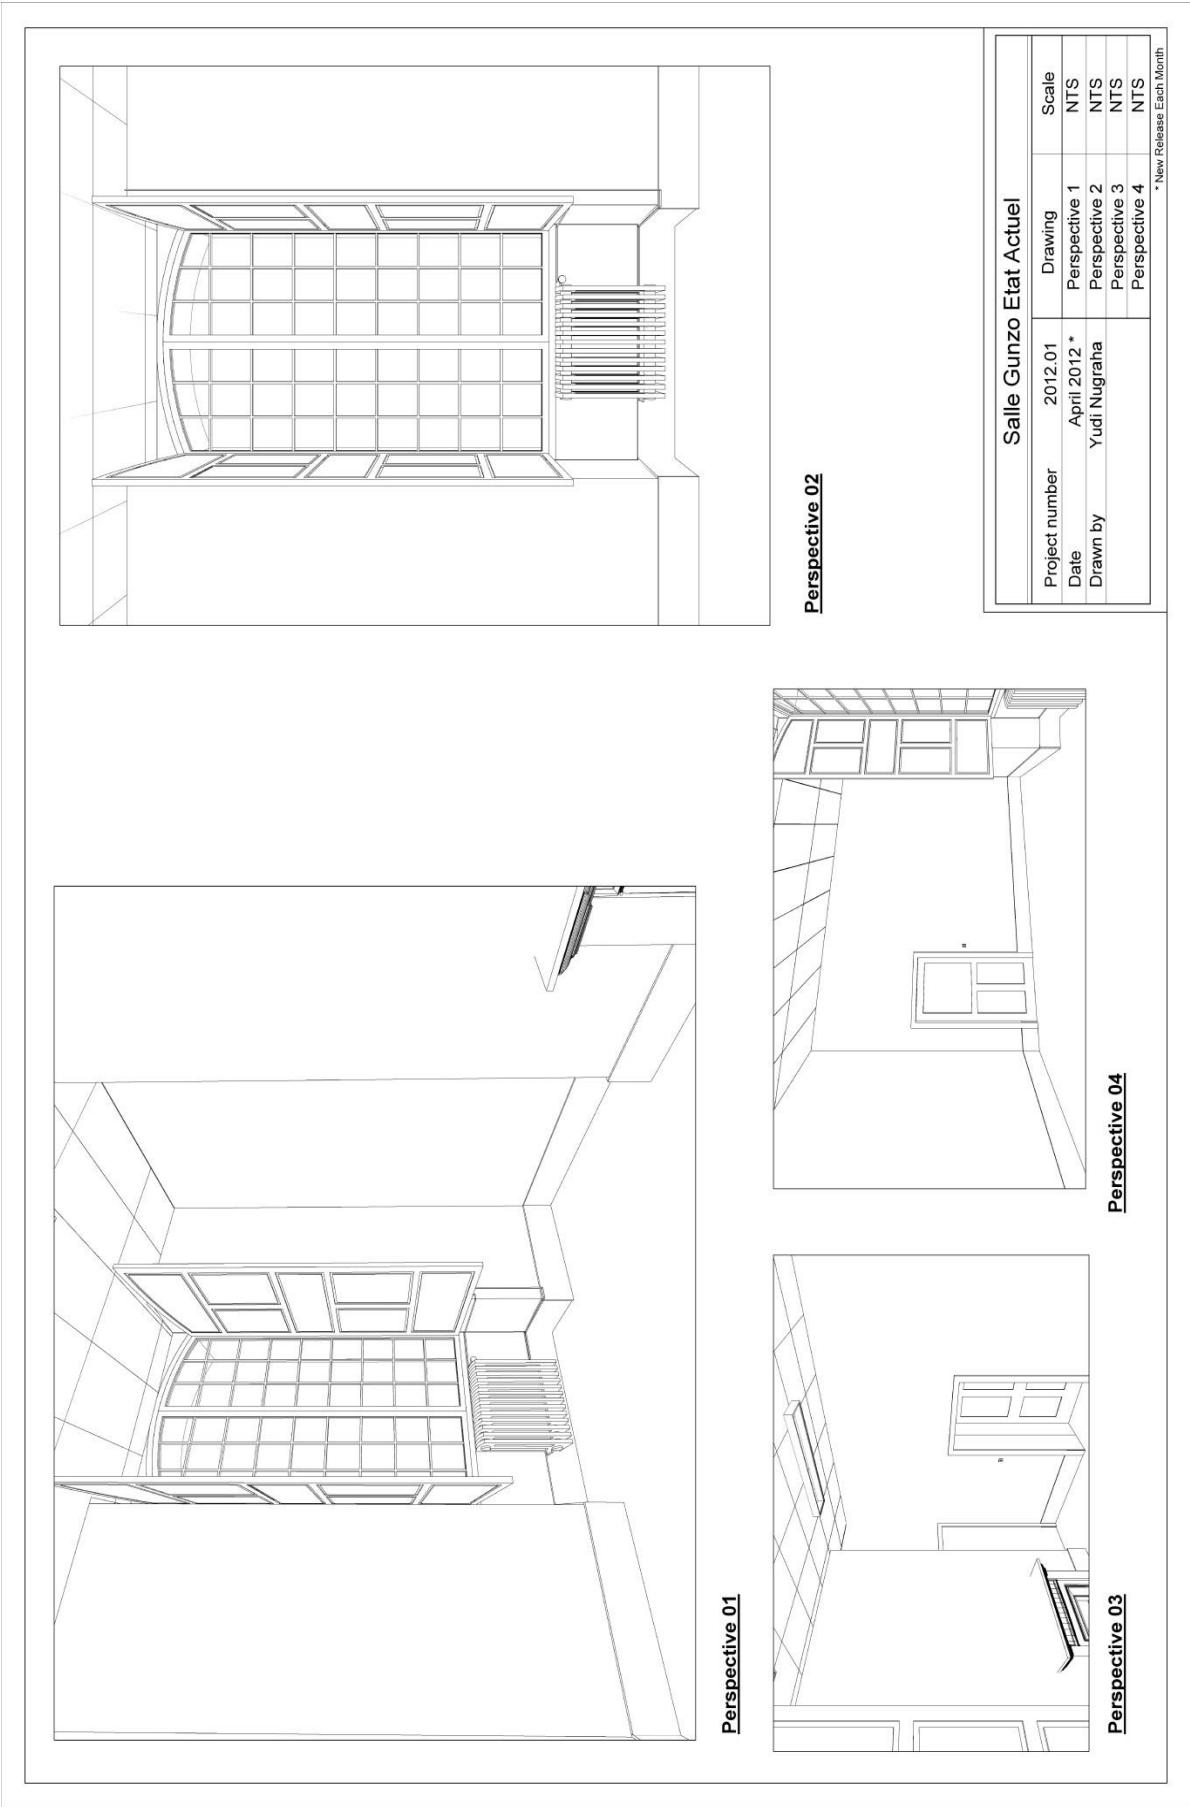 Perspective 01
Perspective 02
Perspective 03
Perspective 04
Salle Gunzo Etat Actuel
Project number 2012.01 Drawing Scale
Date April 2012 * Perspective 1 NTS
Drawn by Yudi Nugraha Perspective 2 NTS
Perspective 3 NTS
Perspective 4 NTS
* New Release Each Month